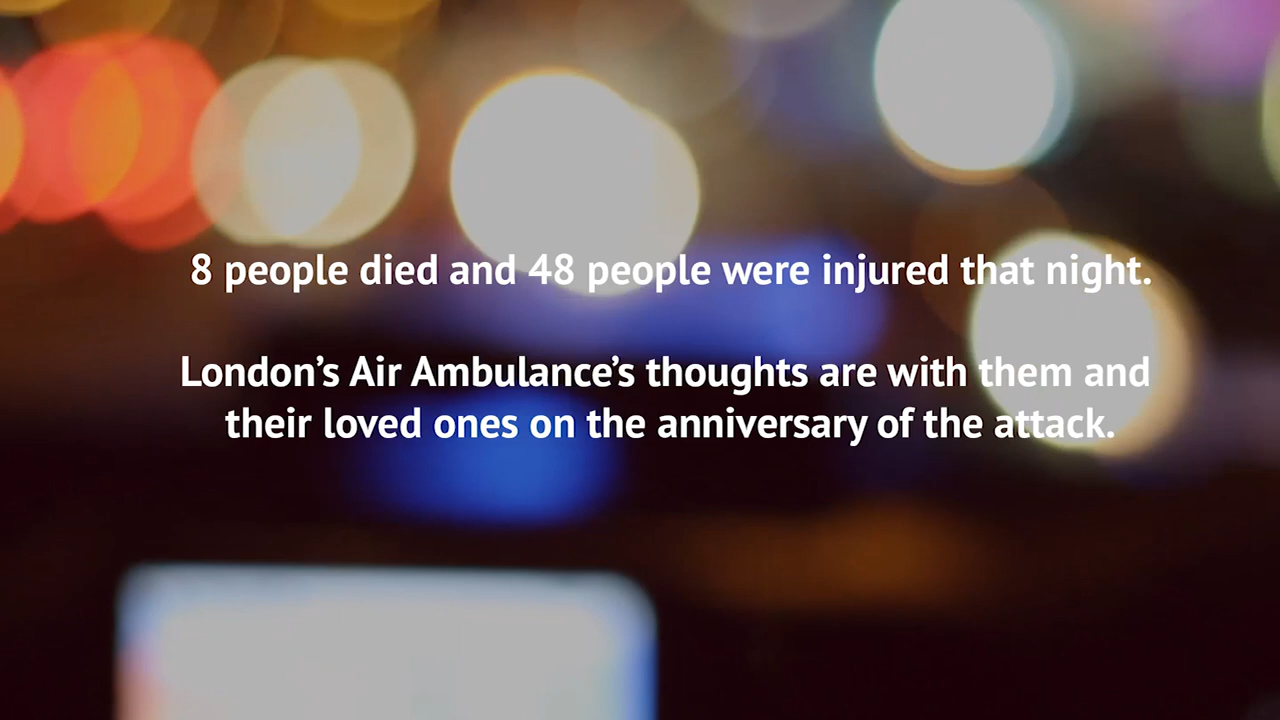 8 people died and 48 people were injured that night.
London’s Air Ambulance’s thoughts are with them and
their loved ones on the anniversary of the attack.